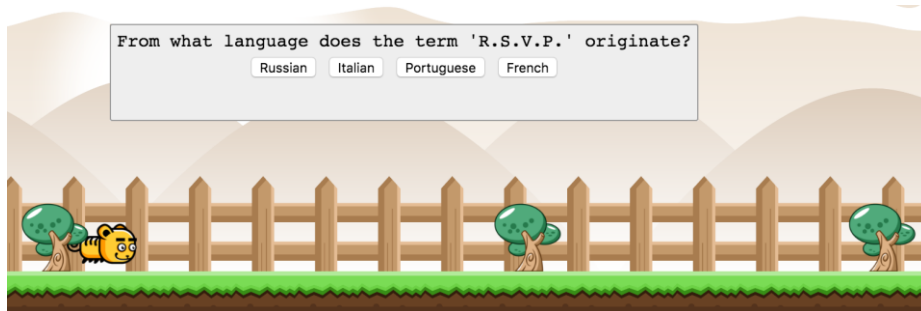 From what language does the term 'R.S.V.P.' originate?
Russian Italian Portuguese French